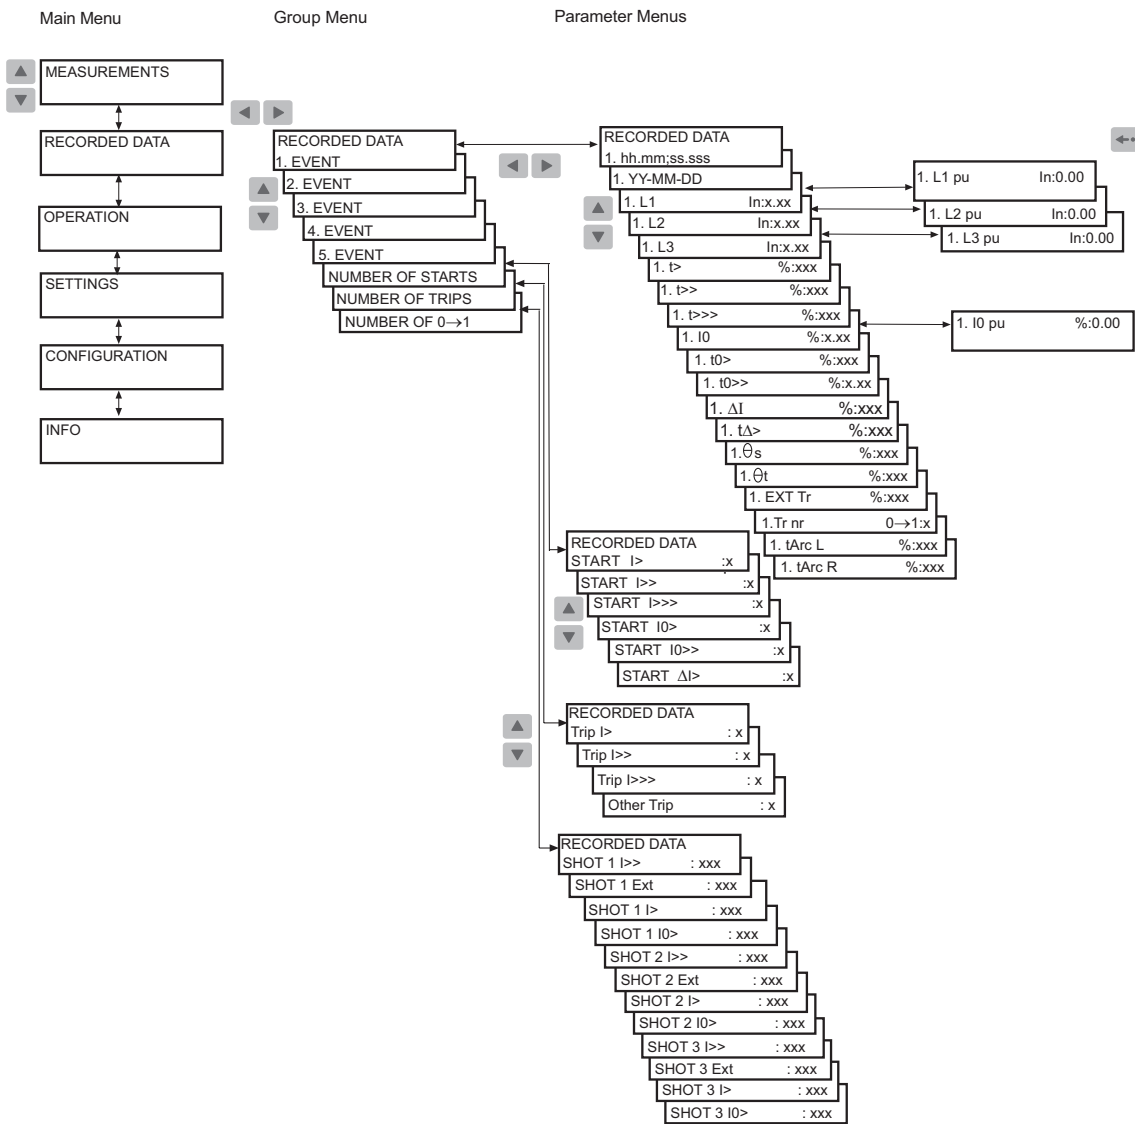 Main Menu
Group Menu
Parameter Menus
MEASUREMENTS
RECORDED DATA
OPERATION
SETTINGS
CONFIGURATION
INFO
RECORDED DATA
1. EVENT
2. EVENT
3. EVENT
4. EVENT
5. EVENT
NUMBER OF STARTS
NUMBER OF TRIPS
NUMBER OF 0→1
RECORDED DATA
1. hh.mm;ss.sss
1. YY-MM-DD
1. L1 In:x.xx
1. L2 In:x.xx
1. L3 In:x.xx
1. t> %:xxx
1. t>> %:xxx
1. t>>> %:xxx
1. I0 %:x.xx
1. t0> %:xxx
1. t0>> %:x.xx
1. ΔI %:xxx
1. tΔ> %:xxx
1.θs %:xxx
1.θt %:xxx
1. EXT Tr %:xxx
1.Tr nr 0→1:x
1. tArc L %:xxx
1. tArc R %:xxx
1. L1 pu In:0.00
1. L2 pu In:0.00
1. L3 pu In:0.00
1. I0 pu %:0.00
RECORDED DATA
START I> :x
START I>> :x
START I>>> :x
START I0> :x
START I0>> :x
START ΔI> :x
RECORDED DATA
Trip I> : x
Trip I>> : x
Trip I>>> : x
Other Trip : x
RECORDED DATA
SHOT 1 I>> : xxx
SHOT 1 Ext : xxx
SHOT 1 I> : xxx
SHOT 1 I0> : xxx
SHOT 2 I>> : xxx
SHOT 2 Ext : xxx
SHOT 2 I> : xxx
SHOT 2 I0> : xxx
SHOT 3 I>> : xxx
SHOT 3 Ext : xxx
SHOT 3 I> : xxx
SHOT 3 I0> : xxx